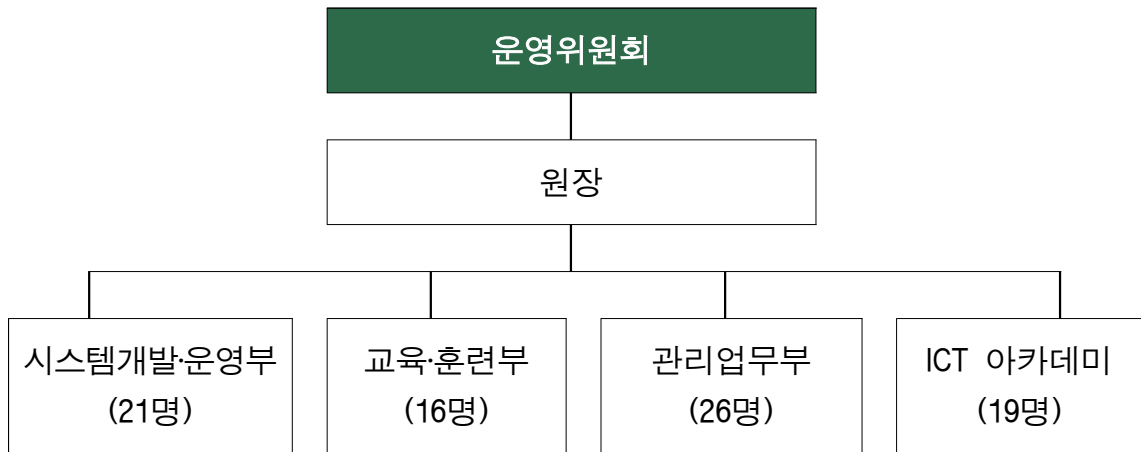 운영위원회
원장
시스템개발·운영부
(21명)
교육·훈련부
(16명)
관리업무부
(26명)
ICT 아카데미
(19명)